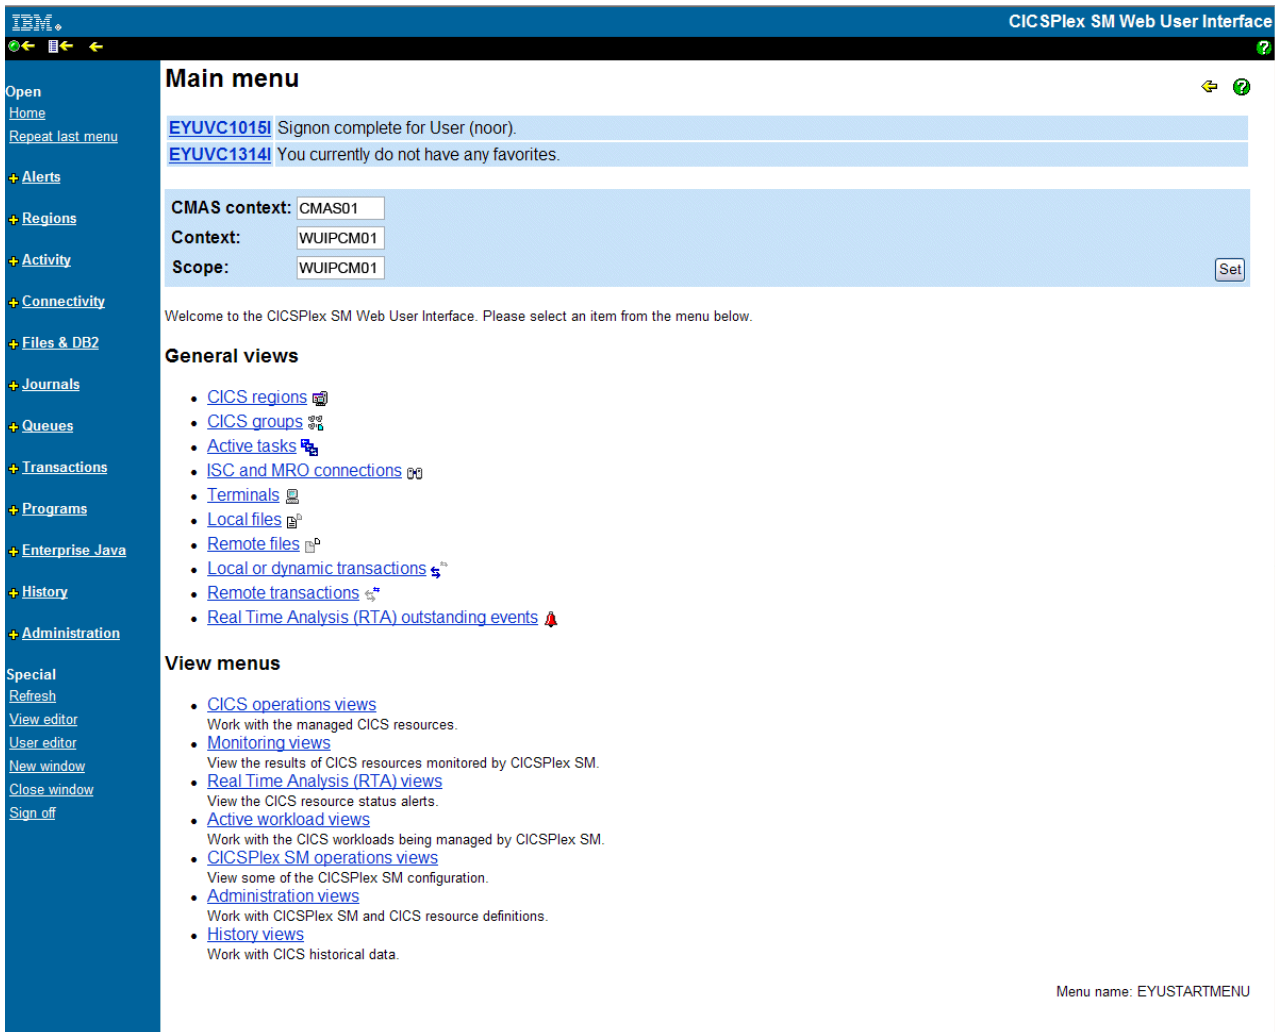 IBM.
CICSPlex SM Web User Interface
Open
Home
Repeat last menu
Alerts
Regions
Activity
Connectivity
Files & DB2
Journals
Queues
Transactions
Programs
Enterprise Java
History
Administration
Special
Refresh
View editor
User editor
New window
Close window
Sign off
Main menu
EYUVC1015I Signon complete for User (noor).
EYUVC1314I You currently do not have any favorites.
CMAS context: CMAS01
Context: WUIPCM01
Scope: WUIPCM01
Set
Welcome to the CICSPlex SM Web User Interface. Please select an item from the menu below.
General views
• CICS regions
• CICS groups
• Active tasks
• ISC and MRO connections
• Terminals
• Local files
• Remote files
• Local or dynamic transactions
• Remote transactions
• Real Time Analysis (RTA) outstanding events
View menus
• CICS operations views
Work with the managed CICS resources.
• Monitoring views
View the results of CICS resources monitored by CICSPlex SM.
• Real Time Analysis (RTA) views
View the CICS resource status alerts.
• Active workload views
Work with the CICS workloads being managed by CICSPlex SM.
• CICSPlex SM operations views
View some of the CICSPlex SM configuration.
• Administration views
Work with CICSPlex SM and CICS resource definitions.
• History views
Work with CICS historical data.
Menu name: EYUSTARTMENU